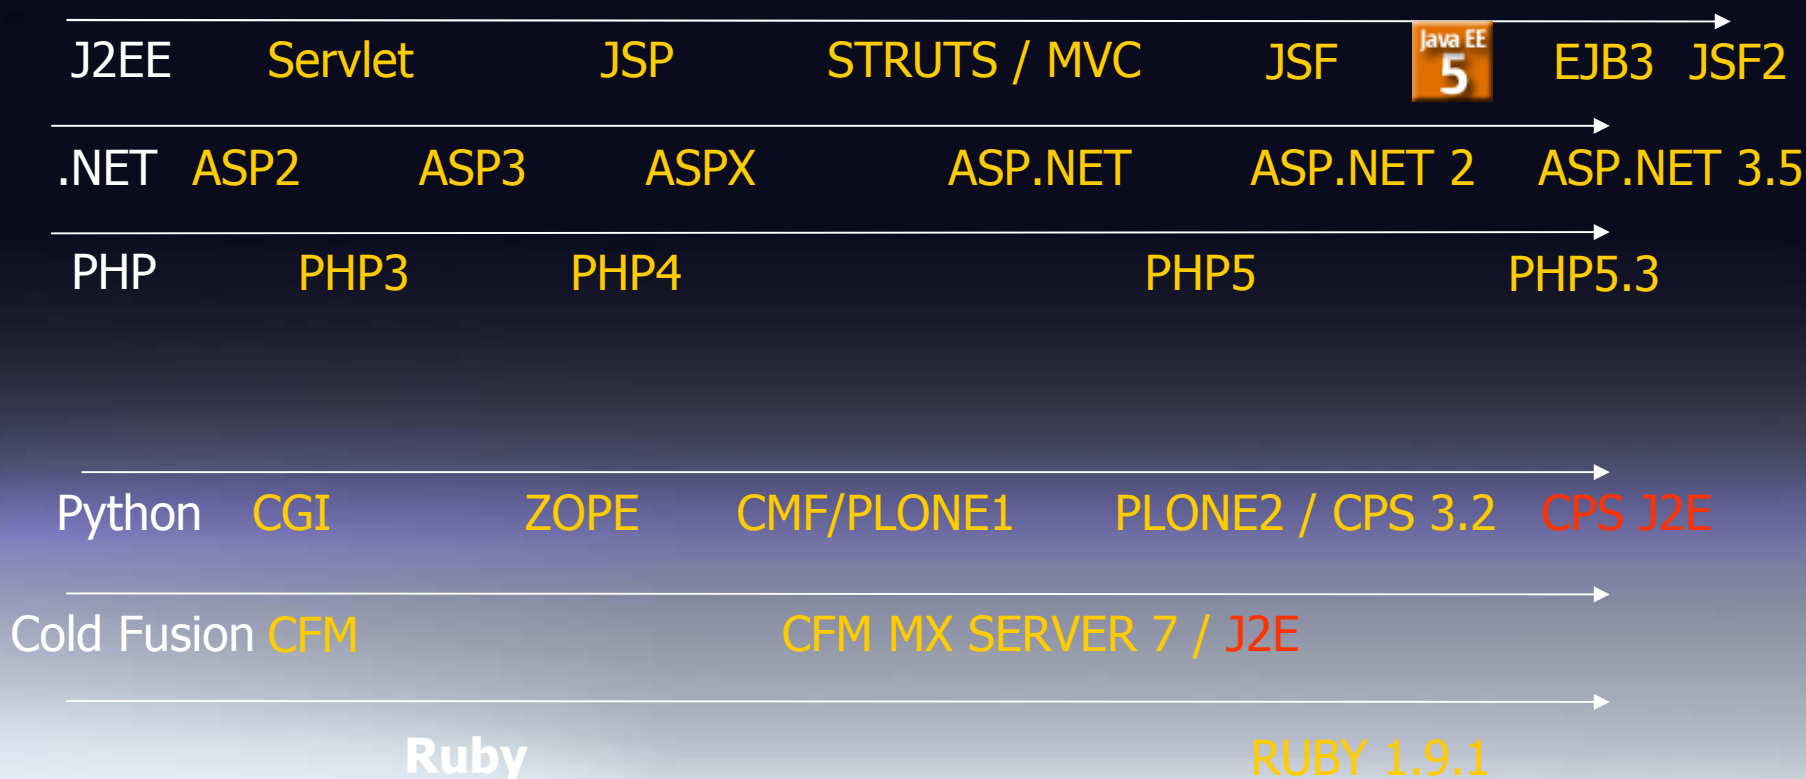 J2EE Servlet JSP STRUTS / MVC JSF Java EE 5 EJB3 JSF2
.NET ASP2 ASP3 ASPX ASP.NET ASP.NET 2 ASP.NET 3.5
PHP PHP3 PHP4 PHP5 PHP5.3
Python CGI ZOPE CMF/PLONE1 PLONE2 / CPS 3.2 CPS J2E
Cold Fusion CFM CFM MX SERVER 7 / J2E
Ruby RUBY 1.9.1